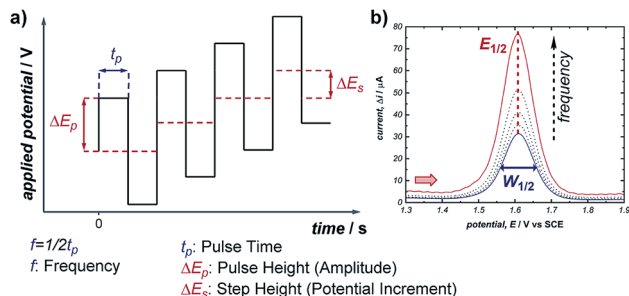 a)
applied potential / V
t_p
ΔE_p
ΔE_s
0
time / s
f=1/2t_p
f: Frequency
t_p: Pulse Time
ΔE_p: Pulse Height (Amplitude)
ΔE_s: Step Height (Potential Increment)
b)
current, Δi / μA
80
70
60
50
40
30
20
10
0
E_1/2
frequency
W_1/2
1.3 1.4 1.5 1.6 1.7 1.8 1.9
potential, E / V vs SCE